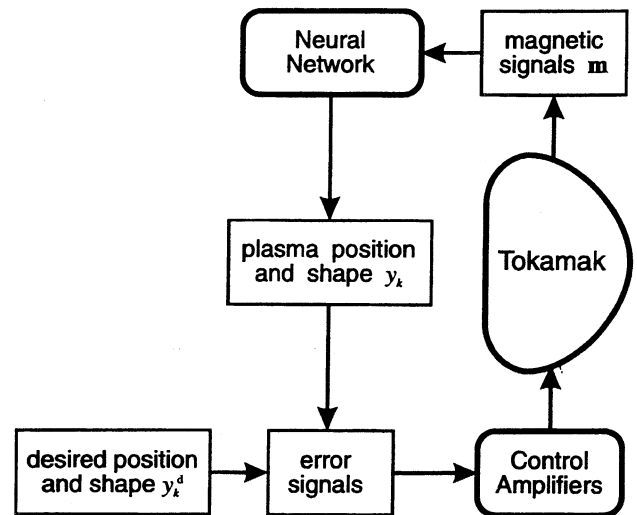 Neural
Network
magnetic
signals m
plasma position
and shape yₖ
Tokamak
desired position
and shape yₖᵈ
error
signals
Control
Amplifiers